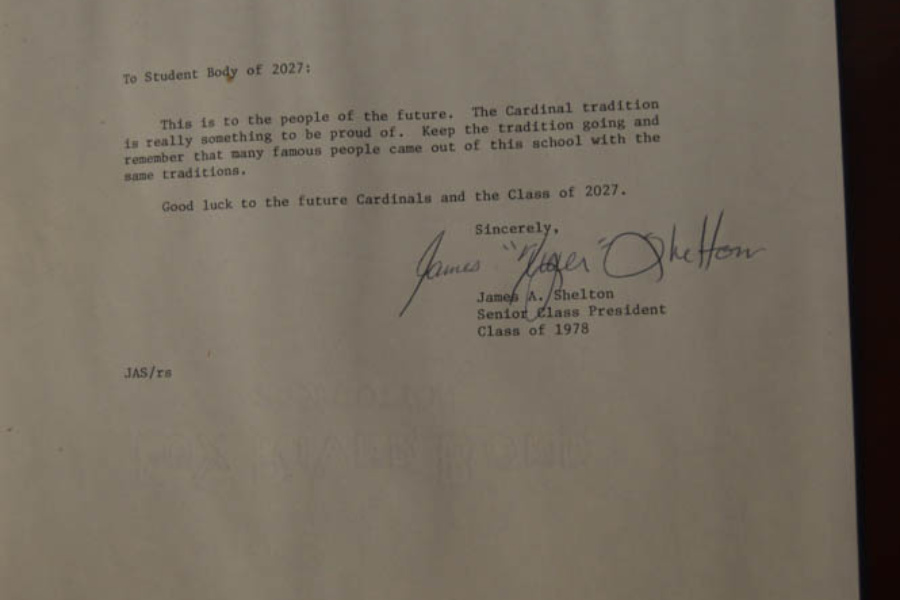 To Student Body of 2027:
This is to the people of the future. The Cardinal tradition
is really something to be proud of. Keep the tradition going and
remember that many famous people came out of this school with the
same traditions.
Good luck to the future Cardinals and the Class of 2027.
Sincerely,
James Shelton
James A. Shelton
Senior Class President
Class of 1978
JAS/rs